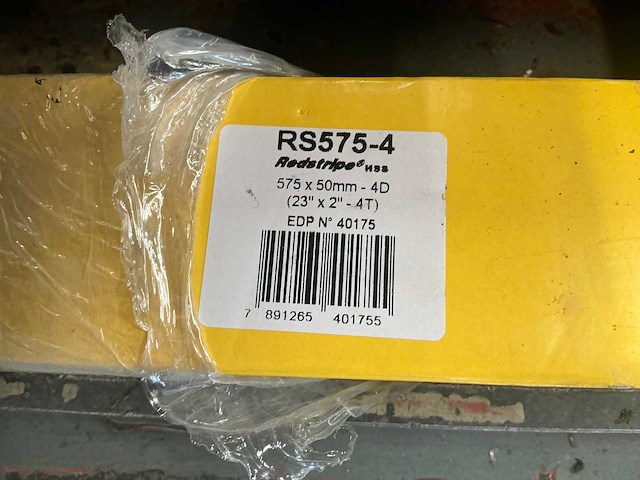 RS575-4
Redstripe® HSS
575 x 50mm - 4D
(23" x 2" - 4T)
EDP N° 40175
7 891265 401755